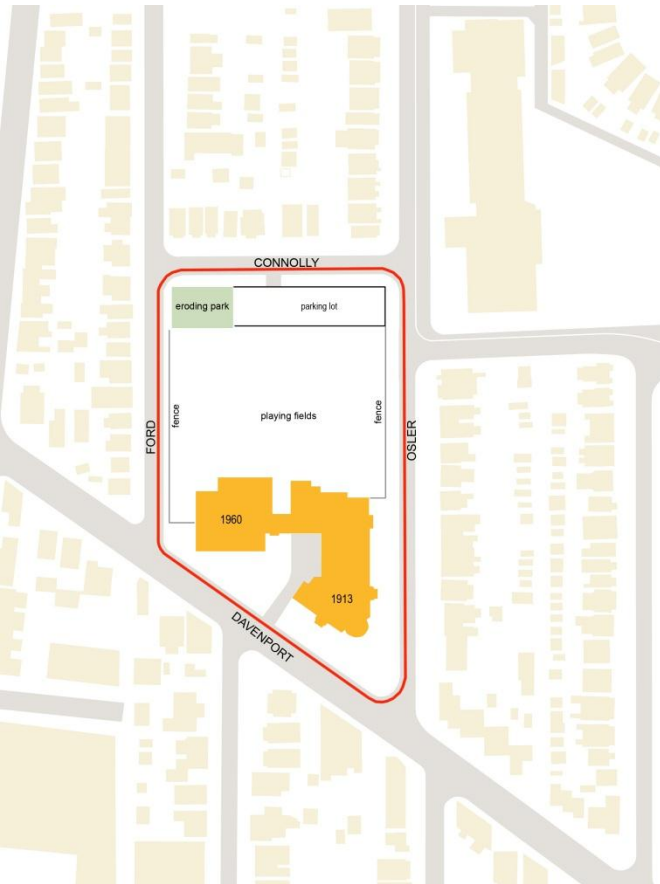 CONNOLLY
eroding park
parking lot
fence
playing fields
fence
FORD
OSLER
1960
1913
DAVENPORT